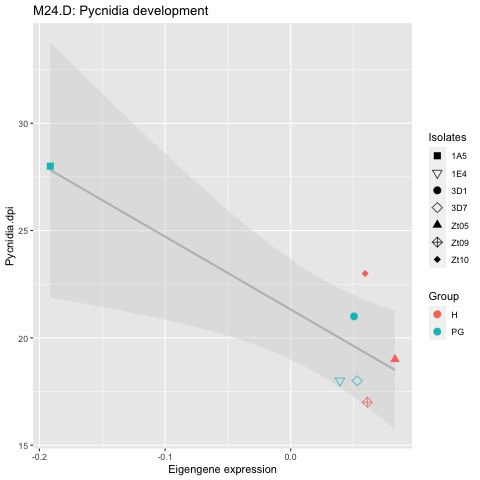 M24.D: Pycnidia development
Pycnidia.dpi
30
25
20
15
-0.2
-0.1
0.0
Eigengene expression
Isolates
1A5
1E4
3D1
3D7
Zt05
Zt09
Zt10
Group
H
PG